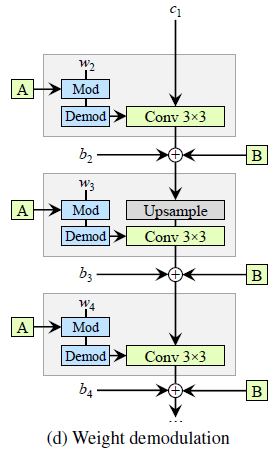 c1
w2
A Mod
Demod Conv 3×3
b2 + B
w3
A Mod Upsample
Demod Conv 3×3
b3 + B
w4
A Mod
Demod Conv 3×3
b4 + B
...
(d) Weight demodulation